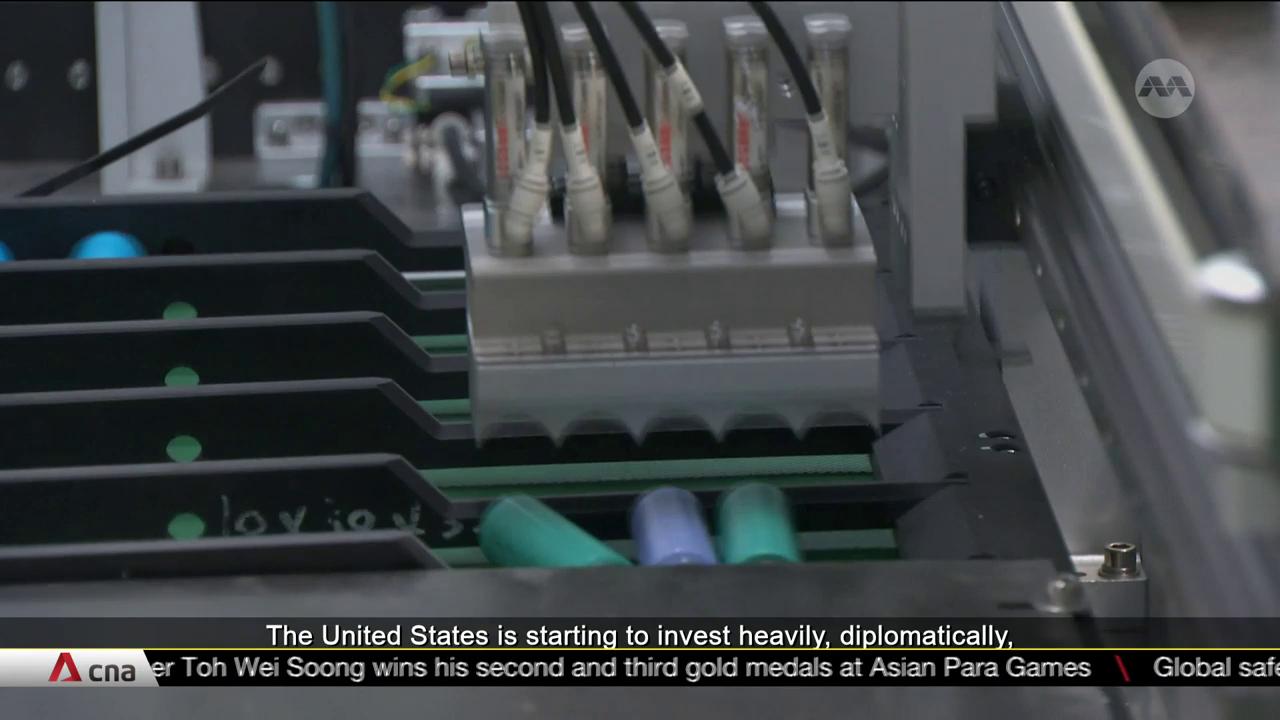 The United States is starting to invest heavily, diplomatically,
cna
er Toh Wei Soong wins his second and third gold medals at Asian Para Games \ Global safe